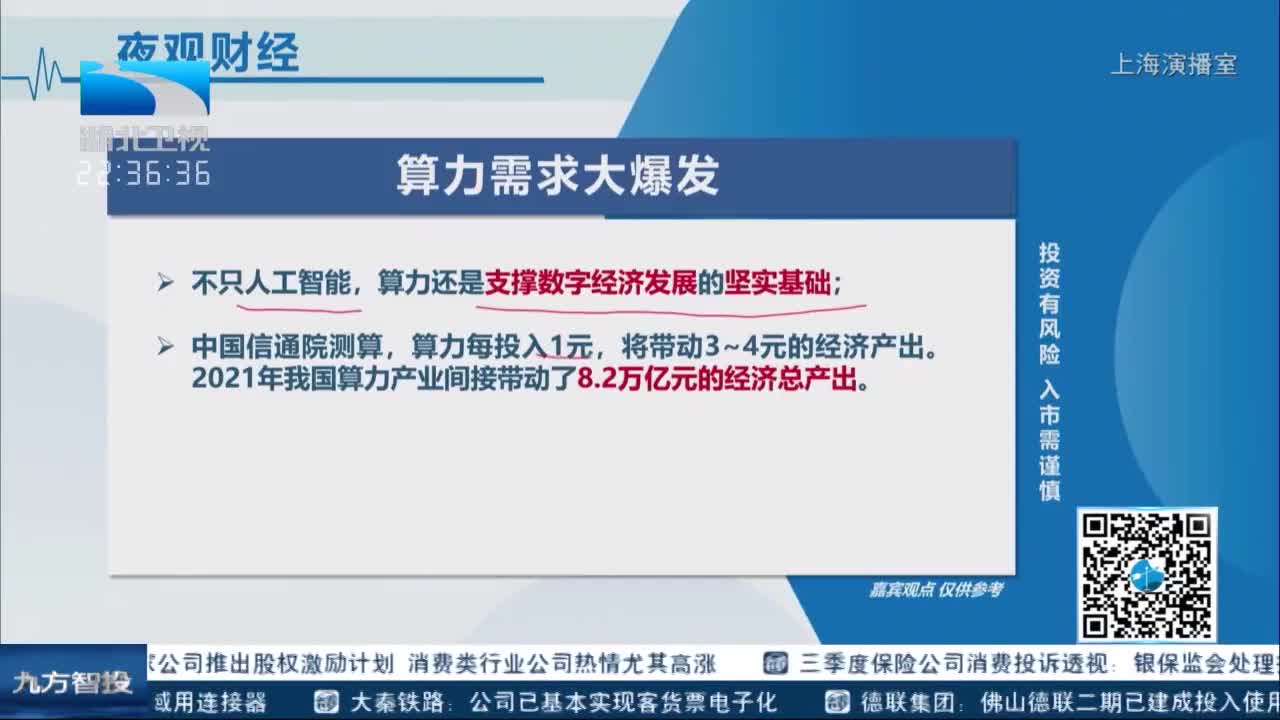 夜观财经
上海演播室
湖北卫视
22:36:36
算力需求大爆发
不只人工智能，算力还是支撑数字经济发展的坚实基础；
中国信通院测算，算力每投入1元，将带动3~4元的经济产出。
2021年我国算力产业间接带动了8.2万亿元的经济总产出。
投资有风险 入市需谨慎
嘉宾观点 仅供参考
九方智投
公司推出股权激励计划 消费类行业公司热情尤其高涨 三季度保险公司消费投诉透视：银保监会处理
或用连接器 大秦铁路：公司已基本实现客货票电子化 德联集团：佛山德联二期已建成投入使用